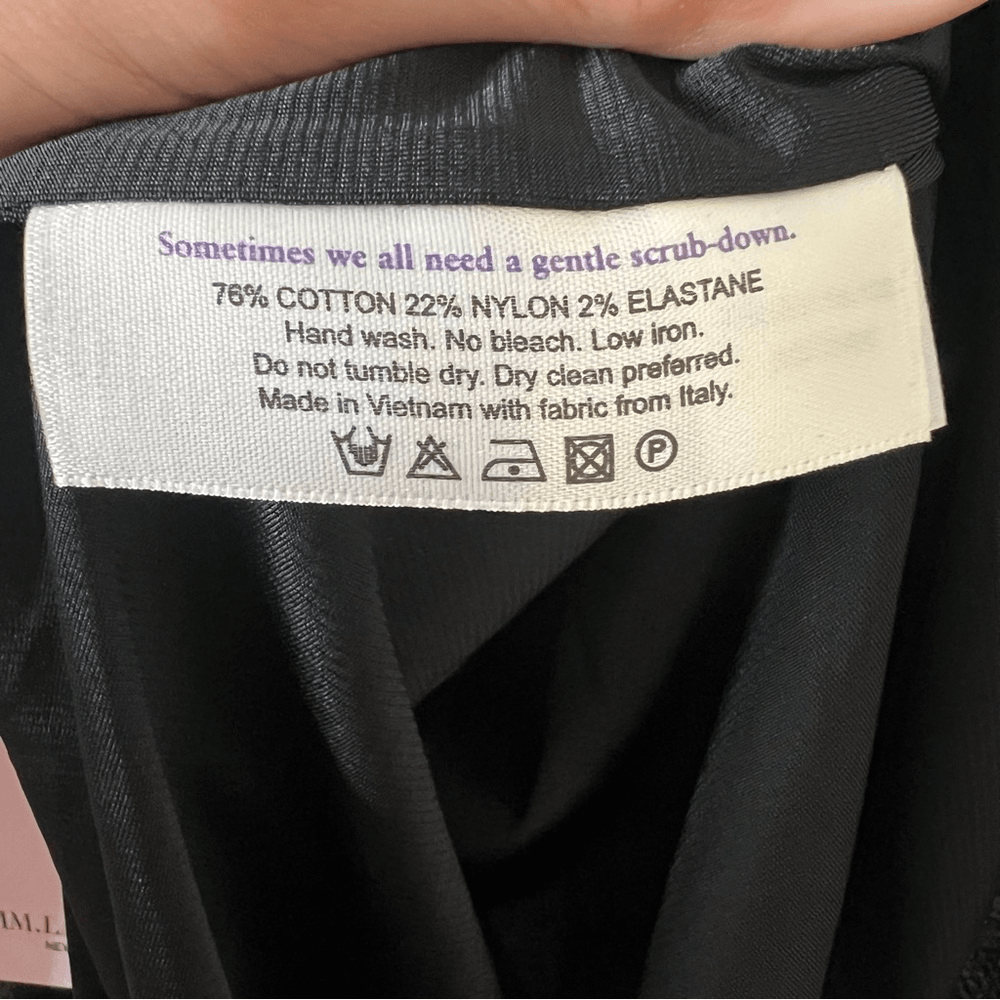 Sometimes we all need a gentle scrub-down.
76% COTTON 22% NYLON 2% ELASTANE
Hand wash. No bleach. Low iron.
Do not tumble dry. Dry clean preferred.
Made in Vietnam with fabric from Italy.
P